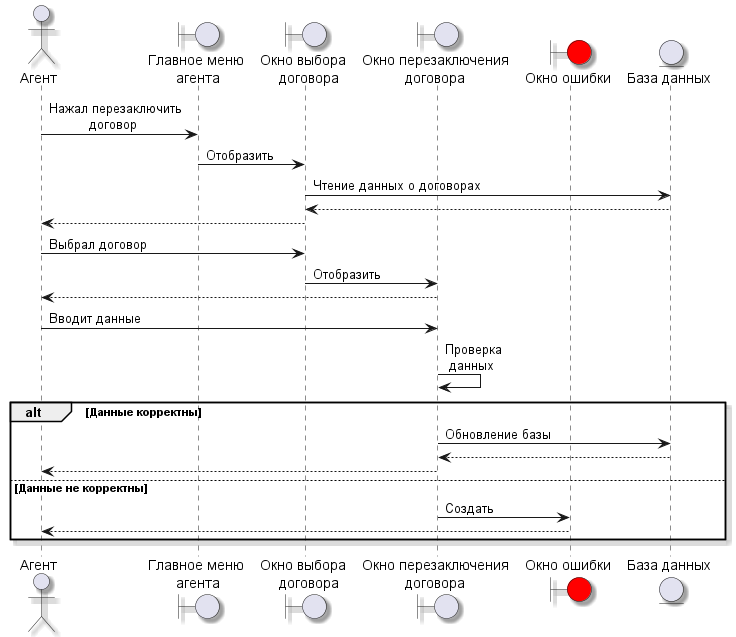 Агент
Главное меню
агента
Окно выбора
договора
Окно перезаключения
договора
Окно ошибки
База данных
Нажал перезаключить
договор
Отобразить
Чтение данных о договорах
Выбрал договор
Отобразить
Вводит данные
Проверка
данных
alt
[Данные корректны]
Обновление базы
[Данные не корректны]
Создать
Агент
Главное меню
агента
Окно выбора
договора
Окно перезаключения
договора
Окно ошибки
База данных